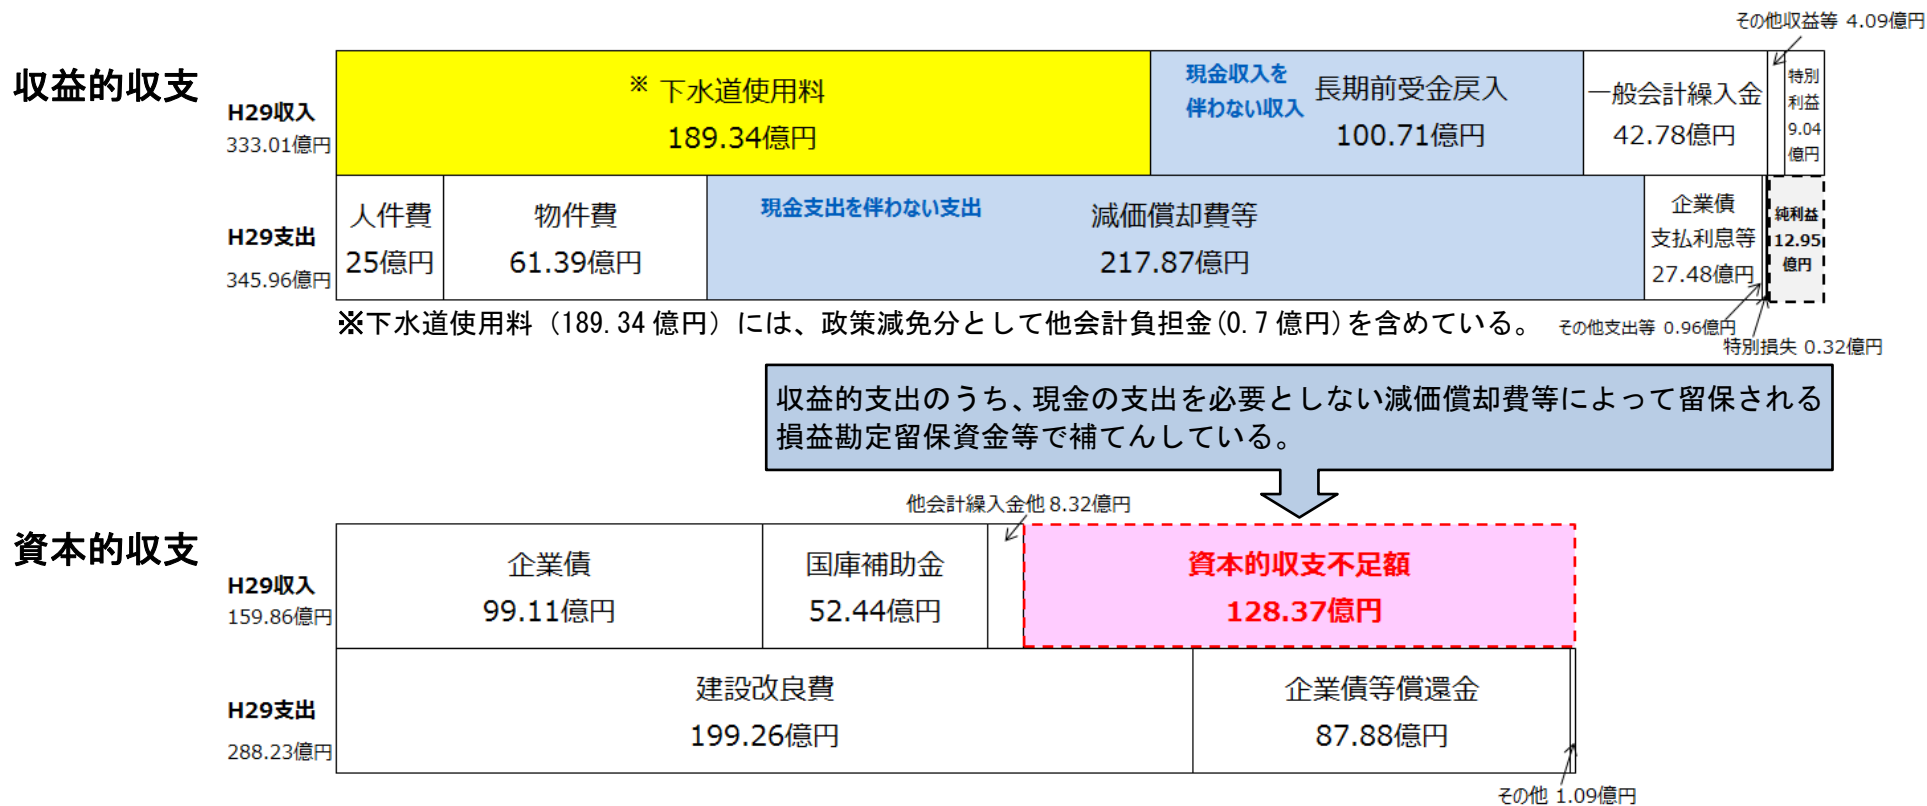 その他収益等 4.09億円
収益的収支
H29収入
333.01億円
※ 下水道使用料
189.34億円
現金収入を
伴わない収入
長期前受金戻入
100.71億円
一般会計繰入金
42.78億円
特別
利益
9.04
億円
H29支出
345.96億円
人件費
25億円
物件費
61.39億円
現金支出を伴わない支出
減価償却費等
217.87億円
企業債
支払利息等
27.48億円
純利益
12.95
億円
※下水道使用料（189.34億円）には、政策減免分として他会計負担金(0.7億円)を含めている。
その他支出等 0.96億円
特別損失 0.32億円
収益的支出のうち、現金の支出を必要としない減価償却費等によって留保される
損益勘定留保資金等で補てんしている。
他会計繰入金他 8.32億円
資本的収支
H29収入
159.86億円
企業債
99.11億円
国庫補助金
52.44億円
資本的収支不足額
128.37億円
H29支出
288.23億円
建設改良費
199.26億円
企業債等償還金
87.88億円
その他 1.09億円